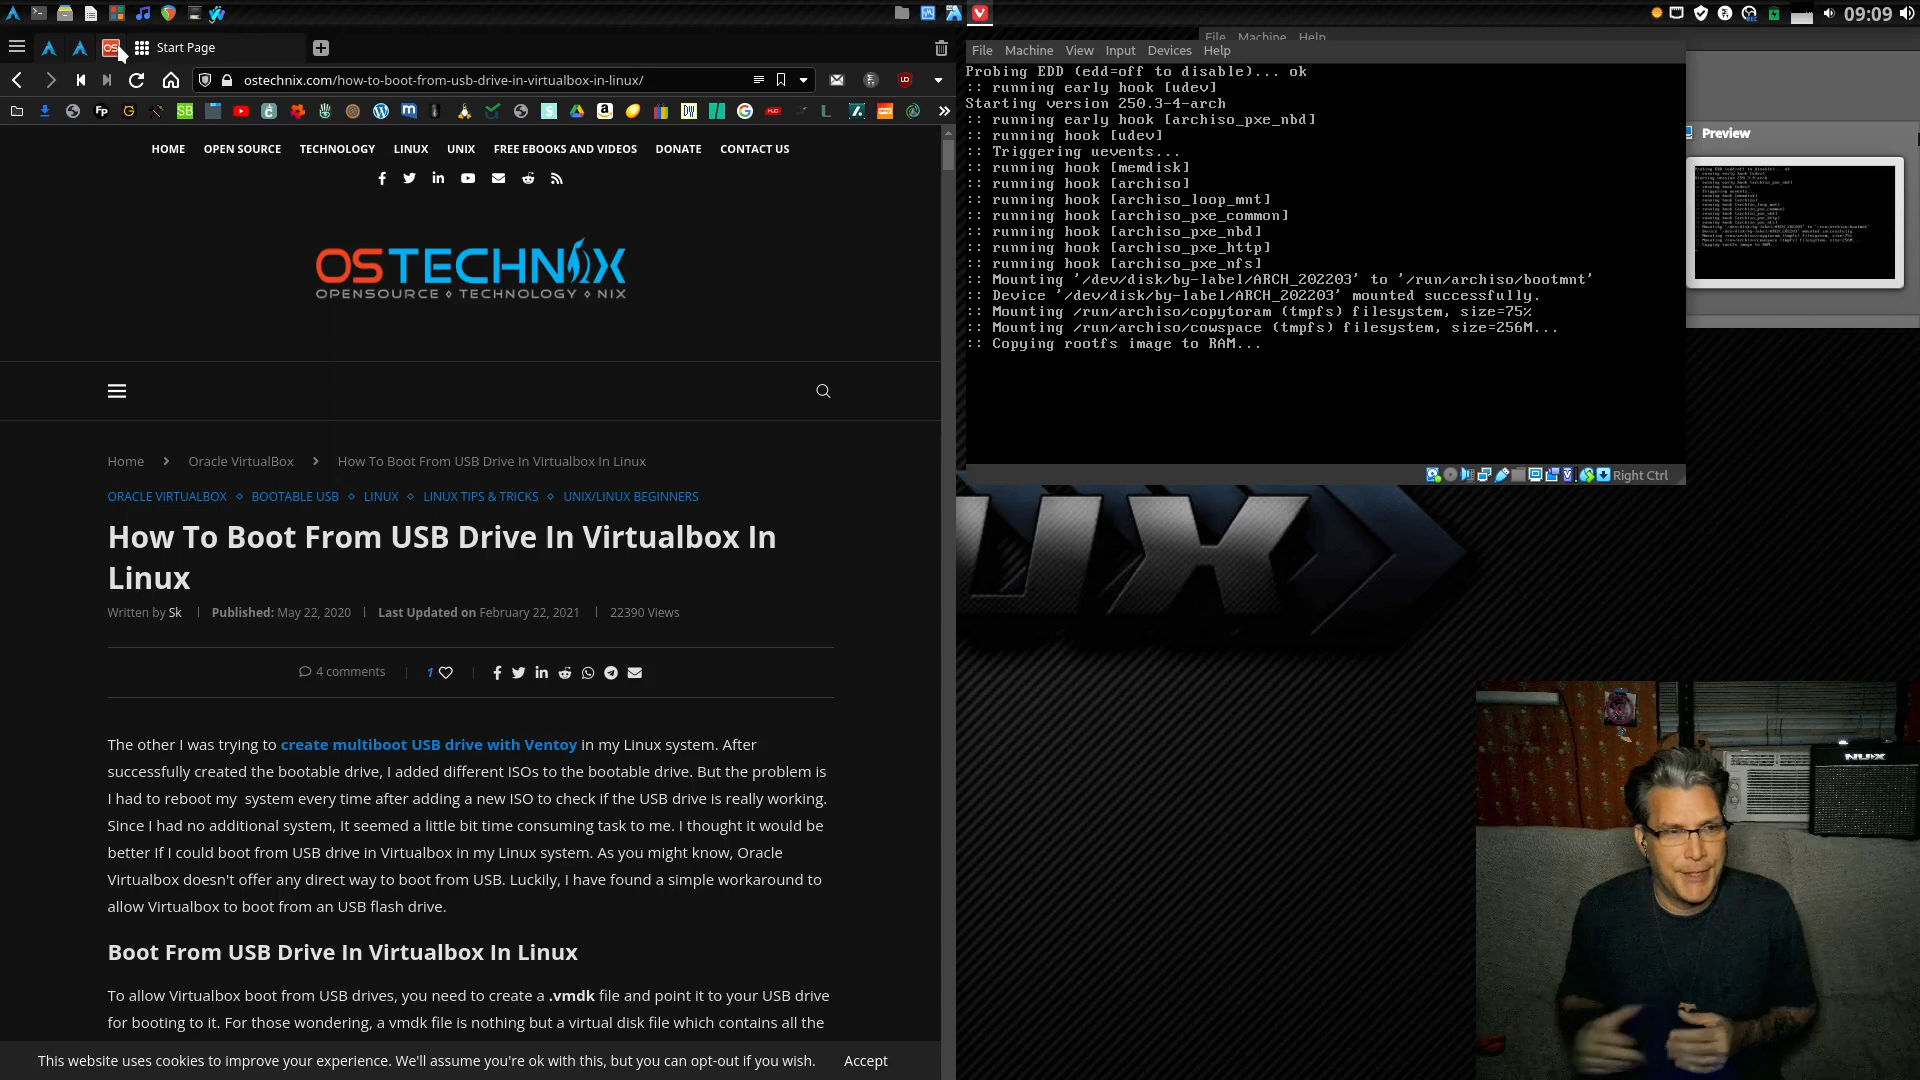 09:09
Start Page
ostechnix.com/how-to-boot-from-usb-drive-in-virtualbox-in-linux/
HOME OPEN SOURCE TECHNOLOGY LINUX UNIX FREE EBOOKS AND VIDEOS DONATE CONTACT US
OSTECHNIX
OPENSOURCE ⋄ TECHNOLOGY ⋄ NIX
Home > Oracle VirtualBox > How To Boot From USB Drive In Virtualbox In Linux
ORACLE VIRTUALBOX ⋄ BOOTABLE USB ⋄ LINUX ⋄ LINUX TIPS & TRICKS ⋄ UNIX/LINUX BEGINNERS
How To Boot From USB Drive In Virtualbox In
Linux
Written by Sk | Published: May 22, 2020 | Last Updated on February 22, 2021 | 22390 Views
4 comments | 1
The other I was trying to create multiboot USB drive with Ventoy in my Linux system. After
successfully created the bootable drive, I added different ISOs to the bootable drive. But the problem is
I had to reboot my system every time after adding a new ISO to check if the USB drive is really working.
Since I had no additional system, It seemed a little bit time consuming task to me. I thought it would be
better If I could boot from USB drive in Virtualbox in my Linux system. As you might know, Oracle
Virtualbox doesn't offer any direct way to boot from USB. Luckily, I have found a simple workaround to
allow Virtualbox to boot from an USB flash drive.
Boot From USB Drive In Virtualbox In Linux
To allow Virtualbox boot from USB drives, you need to create a .vmdk file and point it to your USB drive
for booting to it. For those wondering, a vmdk file is nothing but a virtual disk file which contains all the
This website uses cookies to improve your experience. We'll assume you're ok with this, but you can opt-out if you wish. Accept
File Machine Help
File Machine View Input Devices Help
Probing EDD (edd=off to disable)... ok
:: running early hook [udev]
Starting version 250.3-4-arch
:: running early hook [archiso_pxe_nbd]
:: running hook [udev]
:: Triggering uevents...
:: running hook [memdisk]
:: running hook [archiso]
:: running hook [archiso_loop_mnt]
:: running hook [archiso_pxe_common]
:: running hook [archiso_pxe_nbd]
:: running hook [archiso_pxe_http]
:: running hook [archiso_pxe_nfs]
:: Mounting '/dev/disk/by-label/ARCH_202203' to '/run/archiso/bootmnt'
:: Device '/dev/disk/by-label/ARCH_202203' mounted successfully.
:: Mounting /run/archiso/copytoram (tmpfs) filesystem, size=75%
:: Mounting /run/archiso/cowspace (tmpfs) filesystem, size=256M...
:: Copying rootfs image to RAM...
Right Ctrl
Preview
UX
NUX